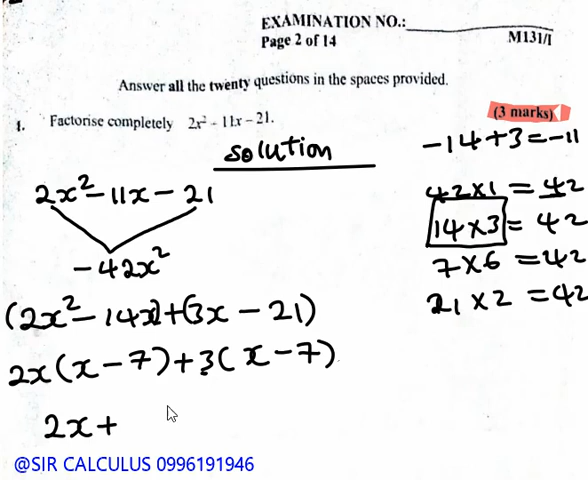 EXAMINATION NO.:
Page 2 of 14
M131/I
Answer all the twenty questions in the spaces provided.
(3 marks)
1. Factorise completely 2x² - 11x - 21.
solution
-14+3=-11
2x²-11x-21
42x1 = 42
14x3 = 42
-42x²
7x6 =42
21x2 =42
(2x²-14x)+(3x-21)
2x(x-7)+3(x-7)
2x+
@SIR CALCULUS 0996191946